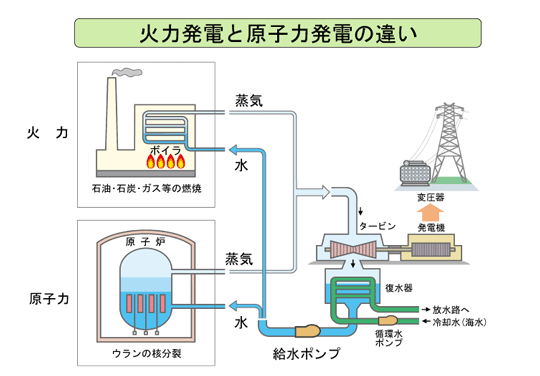 火力発電と原子力発電の違い
火 力
ボイラ
石油・石炭・ガス等の燃焼
蒸気
水
原子力
原 子 炉
ウランの核分裂
蒸気
水
給水ポンプ
タービン
発電機
変圧器
復水器
放水路へ
冷却水(海水)
循環水
ポンプ